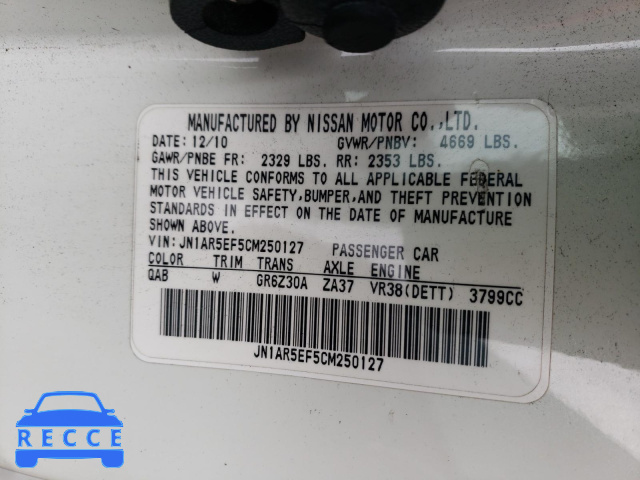 MANUFACTURED BY NISSAN MOTOR CO.,LTD.
DATE: 12/10 GVWR/PNBV: 4669 LBS.
GAWR/PNBE FR: 2329 LBS. RR: 2353 LBS.
THIS VEHICLE CONFORMS TO ALL APPLICABLE FEDERAL
MOTOR VEHICLE SAFETY,BUMPER,AND THEFT PREVENTION
STANDARDS IN EFFECT ON THE DATE OF MANUFACTURE
SHOWN ABOVE.
VIN: JN1AR5EF5CM250127 PASSENGER CAR
COLOR TRIM TRANS AXLE ENGINE
QAB W GR6Z30A ZA37 VR38(DETT) 3799CC
JN1AR5EF5CM250127
RECCE